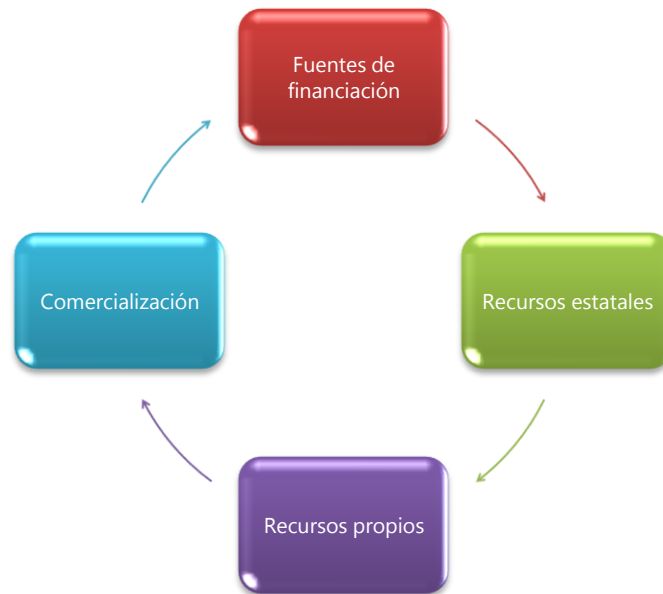 Fuentes de
financiación
Recursos estatales
Recursos propios
Comercialización